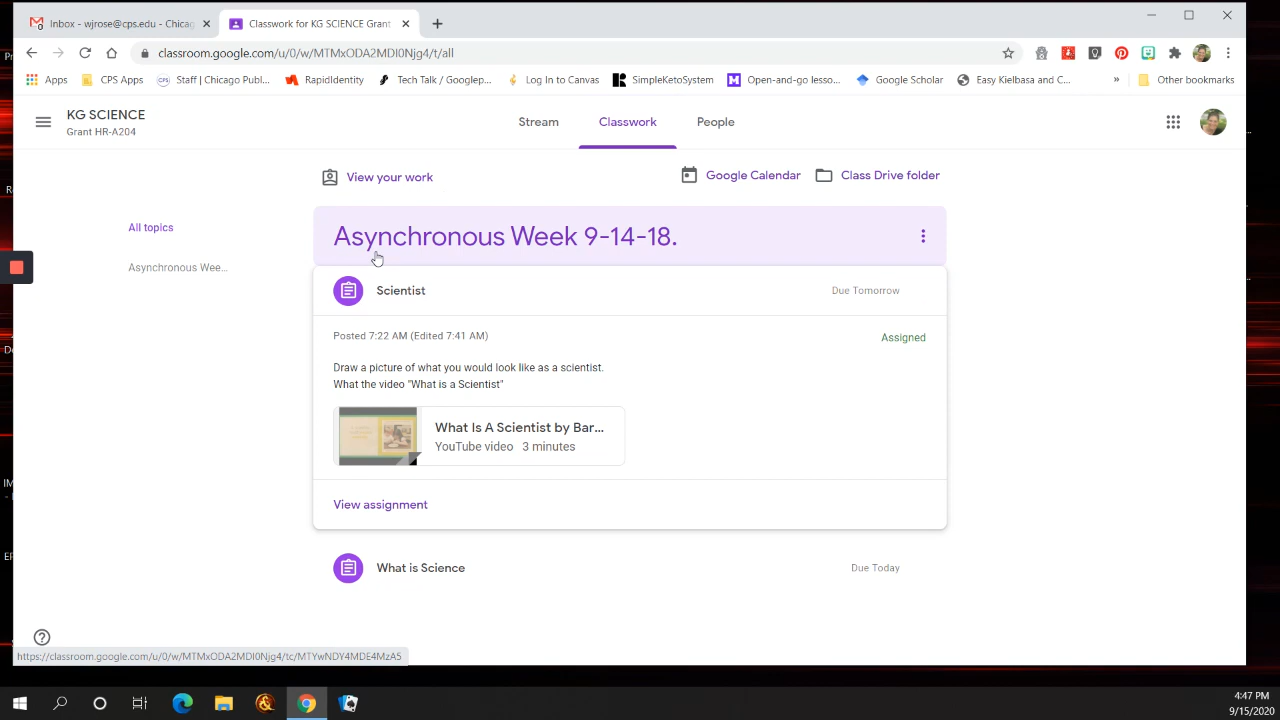 Inbox - wjrose@cps.edu - Chicag
Classwork for KG SCIENCE Grant
classroom.google.com/u/0/w/MTMxODA2MDI0Njg4/t/all
Apps
CPS Apps
Staff | Chicago Publ...
RapidIdentity
Tech Talk / Googlep...
Log In to Canvas
SimpleKetoSystem
Open-and-go lesso...
Google Scholar
Easy Kielbasa and C...
Other bookmarks
KG SCIENCE
Grant HR-A204
Stream
Classwork
People
View your work
Google Calendar
Class Drive folder
All topics
Asynchronous Wee...
Asynchronous Week 9-14-18.
Scientist
Due Tomorrow
Posted 7:22 AM (Edited 7:41 AM)
Assigned
Draw a picture of what you would look like as a scientist.
What the video "What is a Scientist"
What Is A Scientist by Bar...
YouTube video 3 minutes
View assignment
What is Science
Due Today
https://classroom.google.com/u/0/w/MTMxODA2MDI0Njg4/tc/MTYwNDY4MDE4MzA5
4:47 PM
9/15/2020